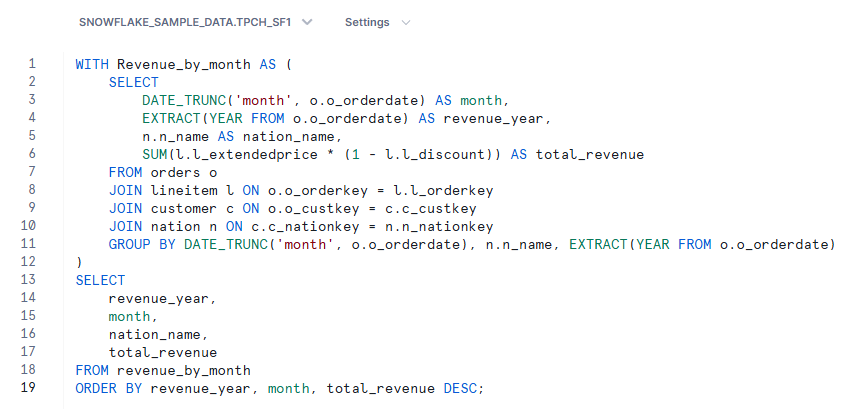 SNOWFLAKE_SAMPLE_DATA.TPCH_SF1 Settings
1 WITH Revenue_by_month AS (
2 SELECT
3 DATE_TRUNC('month', o.o_orderdate) AS month,
4 EXTRACT(YEAR FROM o.o_orderdate) AS revenue_year,
5 n.n_name AS nation_name,
6 SUM(l.l_extendedprice * (1 - l.l_discount)) AS total_revenue
7 FROM orders o
8 JOIN lineitem l ON o.o_orderkey = l.l_orderkey
9 JOIN customer c ON o.o_custkey = c.c_custkey
10 JOIN nation n ON c.c_nationkey = n.n_nationkey
11 GROUP BY DATE_TRUNC('month', o.o_orderdate), n.n_name, EXTRACT(YEAR FROM o.o_orderdate)
12 )
13 SELECT
14 revenue_year,
15 month,
16 nation_name,
17 total_revenue
18 FROM revenue_by_month
19 ORDER BY revenue_year, month, total_revenue DESC;